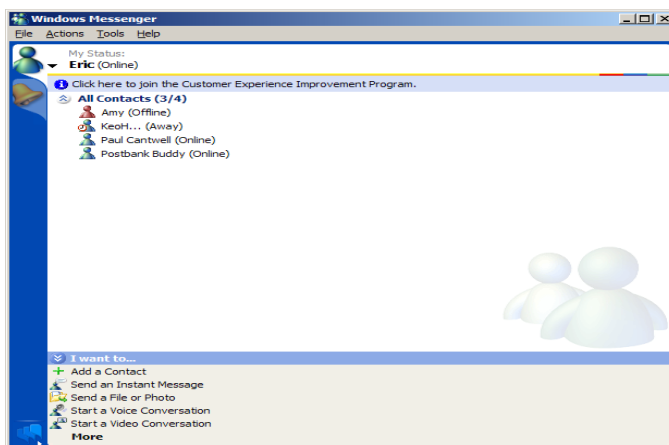 Windows Messenger
File Actions Tools Help
My Status:
Eric (Online)
Click here to join the Customer Experience Improvement Program.
All Contacts (3/4)
Amy (Offline)
KeoH... (Away)
Paul Cantwell (Online)
Postbank Buddy (Online)
I want to...
Add a Contact
Send an Instant Message
Send a File or Photo
Start a Voice Conversation
Start a Video Conversation
More